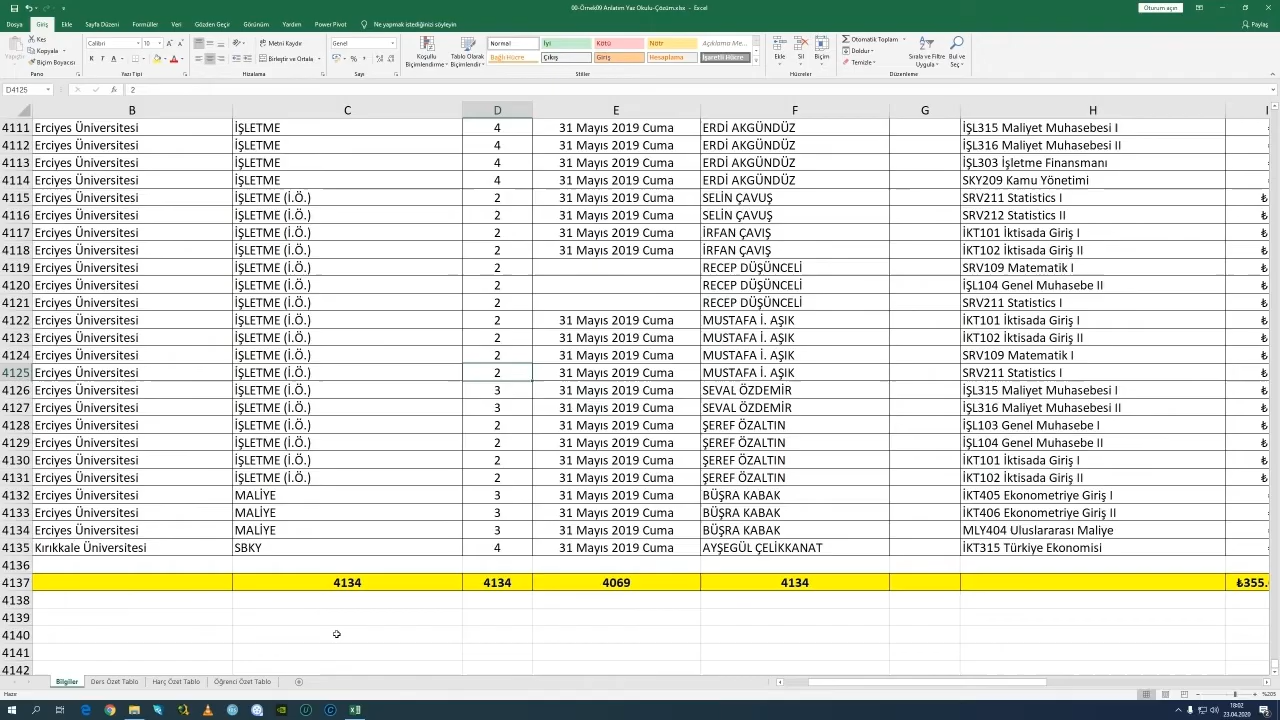 00-Örnek09 Anlatım Yaz Okulu-Çözüm.xlsx - Excel
Oturum açın
Dosya Giriş Ekle Sayfa Düzeni Formüller Veri Gözden Geçir Görünüm Yardım Power Pivot Ne yapmak istediğinizi söyleyin Paylaş
Kes
Kopyala
Biçim Boyacısı
Pano
Calibri 10
Yazı Tipi
Metni Kaydır
Birleştir ve Ortala
Hizalama
Genel
Sayı
Koşullu Biçimlendirme
Tablo Olarak Biçimlendir
Normal İyi Kötü Nötr Açıklama Me...
Bağlı Hücre Çıkış Giriş Hesaplama İşaretli Hücre
Stiller
Ekle Sil Biçim
Hücreler
Otomatik Toplam
Doldur
Temizle
Sırala ve Filtre Uygula
Bul ve Seç
Düzenleme
D4125 fx 2
B C D E F G H
4111 Erciyes Üniversitesi İŞLETME 4 31 Mayıs 2019 Cuma ERDİ AKGÜNDÜZ İŞL315 Maliyet Muhasebesi I
4112 Erciyes Üniversitesi İŞLETME 4 31 Mayıs 2019 Cuma ERDİ AKGÜNDÜZ İŞL316 Maliyet Muhasebesi II
4113 Erciyes Üniversitesi İŞLETME 4 31 Mayıs 2019 Cuma ERDİ AKGÜNDÜZ İŞL303 İşletme Finansmanı
4114 Erciyes Üniversitesi İŞLETME 4 31 Mayıs 2019 Cuma ERDİ AKGÜNDÜZ SKY209 Kamu Yönetimi
4115 Erciyes Üniversitesi İŞLETME (İ.Ö.) 2 31 Mayıs 2019 Cuma SELİN ÇAVUŞ SRV211 Statistics I ₺
4116 Erciyes Üniversitesi İŞLETME (İ.Ö.) 2 31 Mayıs 2019 Cuma SELİN ÇAVUŞ SRV212 Statistics II ₺
4117 Erciyes Üniversitesi İŞLETME (İ.Ö.) 2 31 Mayıs 2019 Cuma İRFAN ÇAVIŞ İKT101 İktisada Giriş I ₺
4118 Erciyes Üniversitesi İŞLETME (İ.Ö.) 2 31 Mayıs 2019 Cuma İRFAN ÇAVIŞ İKT102 İktisada Giriş II ₺
4119 Erciyes Üniversitesi İŞLETME (İ.Ö.) 2 RECEP DÜŞÜNCELİ SRV109 Matematik I ₺
4120 Erciyes Üniversitesi İŞLETME (İ.Ö.) 2 RECEP DÜŞÜNCELİ İŞL104 Genel Muhasebe II ₺
4121 Erciyes Üniversitesi İŞLETME (İ.Ö.) 2 RECEP DÜŞÜNCELİ SRV211 Statistics I ₺
4122 Erciyes Üniversitesi İŞLETME (İ.Ö.) 2 31 Mayıs 2019 Cuma MUSTAFA İ. AŞIK İKT101 İktisada Giriş I ₺
4123 Erciyes Üniversitesi İŞLETME (İ.Ö.) 2 31 Mayıs 2019 Cuma MUSTAFA İ. AŞIK İKT102 İktisada Giriş II ₺
4124 Erciyes Üniversitesi İŞLETME (İ.Ö.) 2 31 Mayıs 2019 Cuma MUSTAFA İ. AŞIK SRV109 Matematik I ₺
4125 Erciyes Üniversitesi İŞLETME (İ.Ö.) 2 31 Mayıs 2019 Cuma MUSTAFA İ. AŞIK SRV211 Statistics I ₺
4126 Erciyes Üniversitesi İŞLETME (İ.Ö.) 3 31 Mayıs 2019 Cuma SEVAL ÖZDEMİR İŞL315 Maliyet Muhasebesi I ₺
4127 Erciyes Üniversitesi İŞLETME (İ.Ö.) 3 31 Mayıs 2019 Cuma SEVAL ÖZDEMİR İŞL316 Maliyet Muhasebesi II ₺
4128 Erciyes Üniversitesi İŞLETME (İ.Ö.) 2 31 Mayıs 2019 Cuma ŞEREF ÖZALTIN İŞL103 Genel Muhasebe I ₺
4129 Erciyes Üniversitesi İŞLETME (İ.Ö.) 2 31 Mayıs 2019 Cuma ŞEREF ÖZALTIN İŞL104 Genel Muhasebe II ₺
4130 Erciyes Üniversitesi İŞLETME (İ.Ö.) 2 31 Mayıs 2019 Cuma ŞEREF ÖZALTIN İKT101 İktisada Giriş I ₺
4131 Erciyes Üniversitesi İŞLETME (İ.Ö.) 2 31 Mayıs 2019 Cuma ŞEREF ÖZALTIN İKT102 İktisada Giriş II ₺
4132 Erciyes Üniversitesi MALİYE 3 31 Mayıs 2019 Cuma BÜŞRA KABAK İKT405 Ekonometriye Giriş I
4133 Erciyes Üniversitesi MALİYE 3 31 Mayıs 2019 Cuma BÜŞRA KABAK İKT406 Ekonometriye Giriş II
4134 Erciyes Üniversitesi MALİYE 3 31 Mayıs 2019 Cuma BÜŞRA KABAK MLY404 Uluslararası Maliye
4135 Kırıkkale Üniversitesi SBKY 4 31 Mayıs 2019 Cuma AYŞEGÜL ÇELİKKANAT İKT315 Türkiye Ekonomisi
4136
4137 4134 4134 4069 4134 ₺355.
4138
4139
4140
4141
4142
Bilgiler Ders Özet Tablo Harç Özet Tablo Öğrenci Özet Tablo
Hazır %205
18:02
23.04.2020